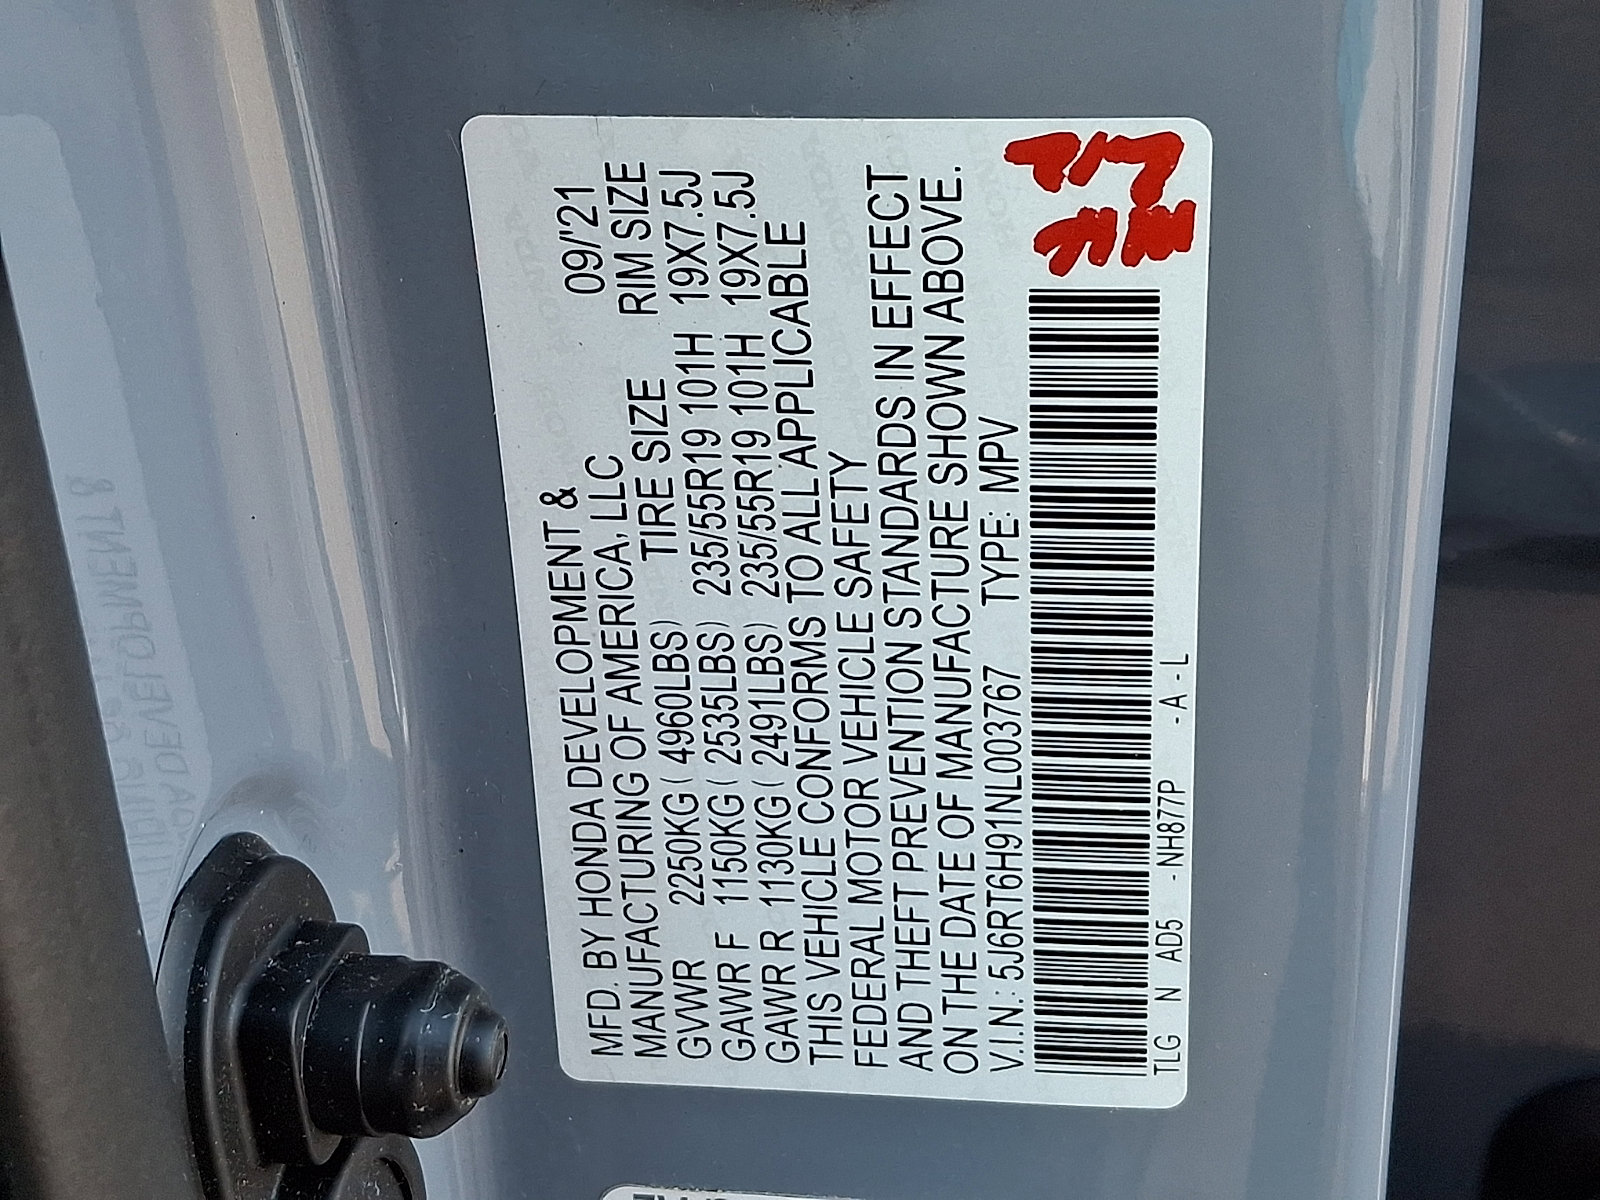 MFD. BY HONDA DEVELOPMENT &
MANUFACTURING OF AMERICA, LLC 09/'21
TIRE SIZE RIM SIZE
GVWR 2250KG ( 4960LBS) 235/55R19 101H 19X7.5J
GAWR F 1150KG ( 2535LBS) 235/55R19 101H 19X7.5J
GAWR R 1130KG ( 2491LBS)
THIS VEHICLE CONFORMS TO ALL APPLICABLE
FEDERAL MOTOR VEHICLE SAFETY
AND THEFT PREVENTION STANDARDS IN EFFECT
ON THE DATE OF MANUFACTURE SHOWN ABOVE.
V.I.N.: 5J6RT6H91NL003767 TYPE: MPV
TLG N AD5 -NH877P -A-L
DEVELOPMENT &